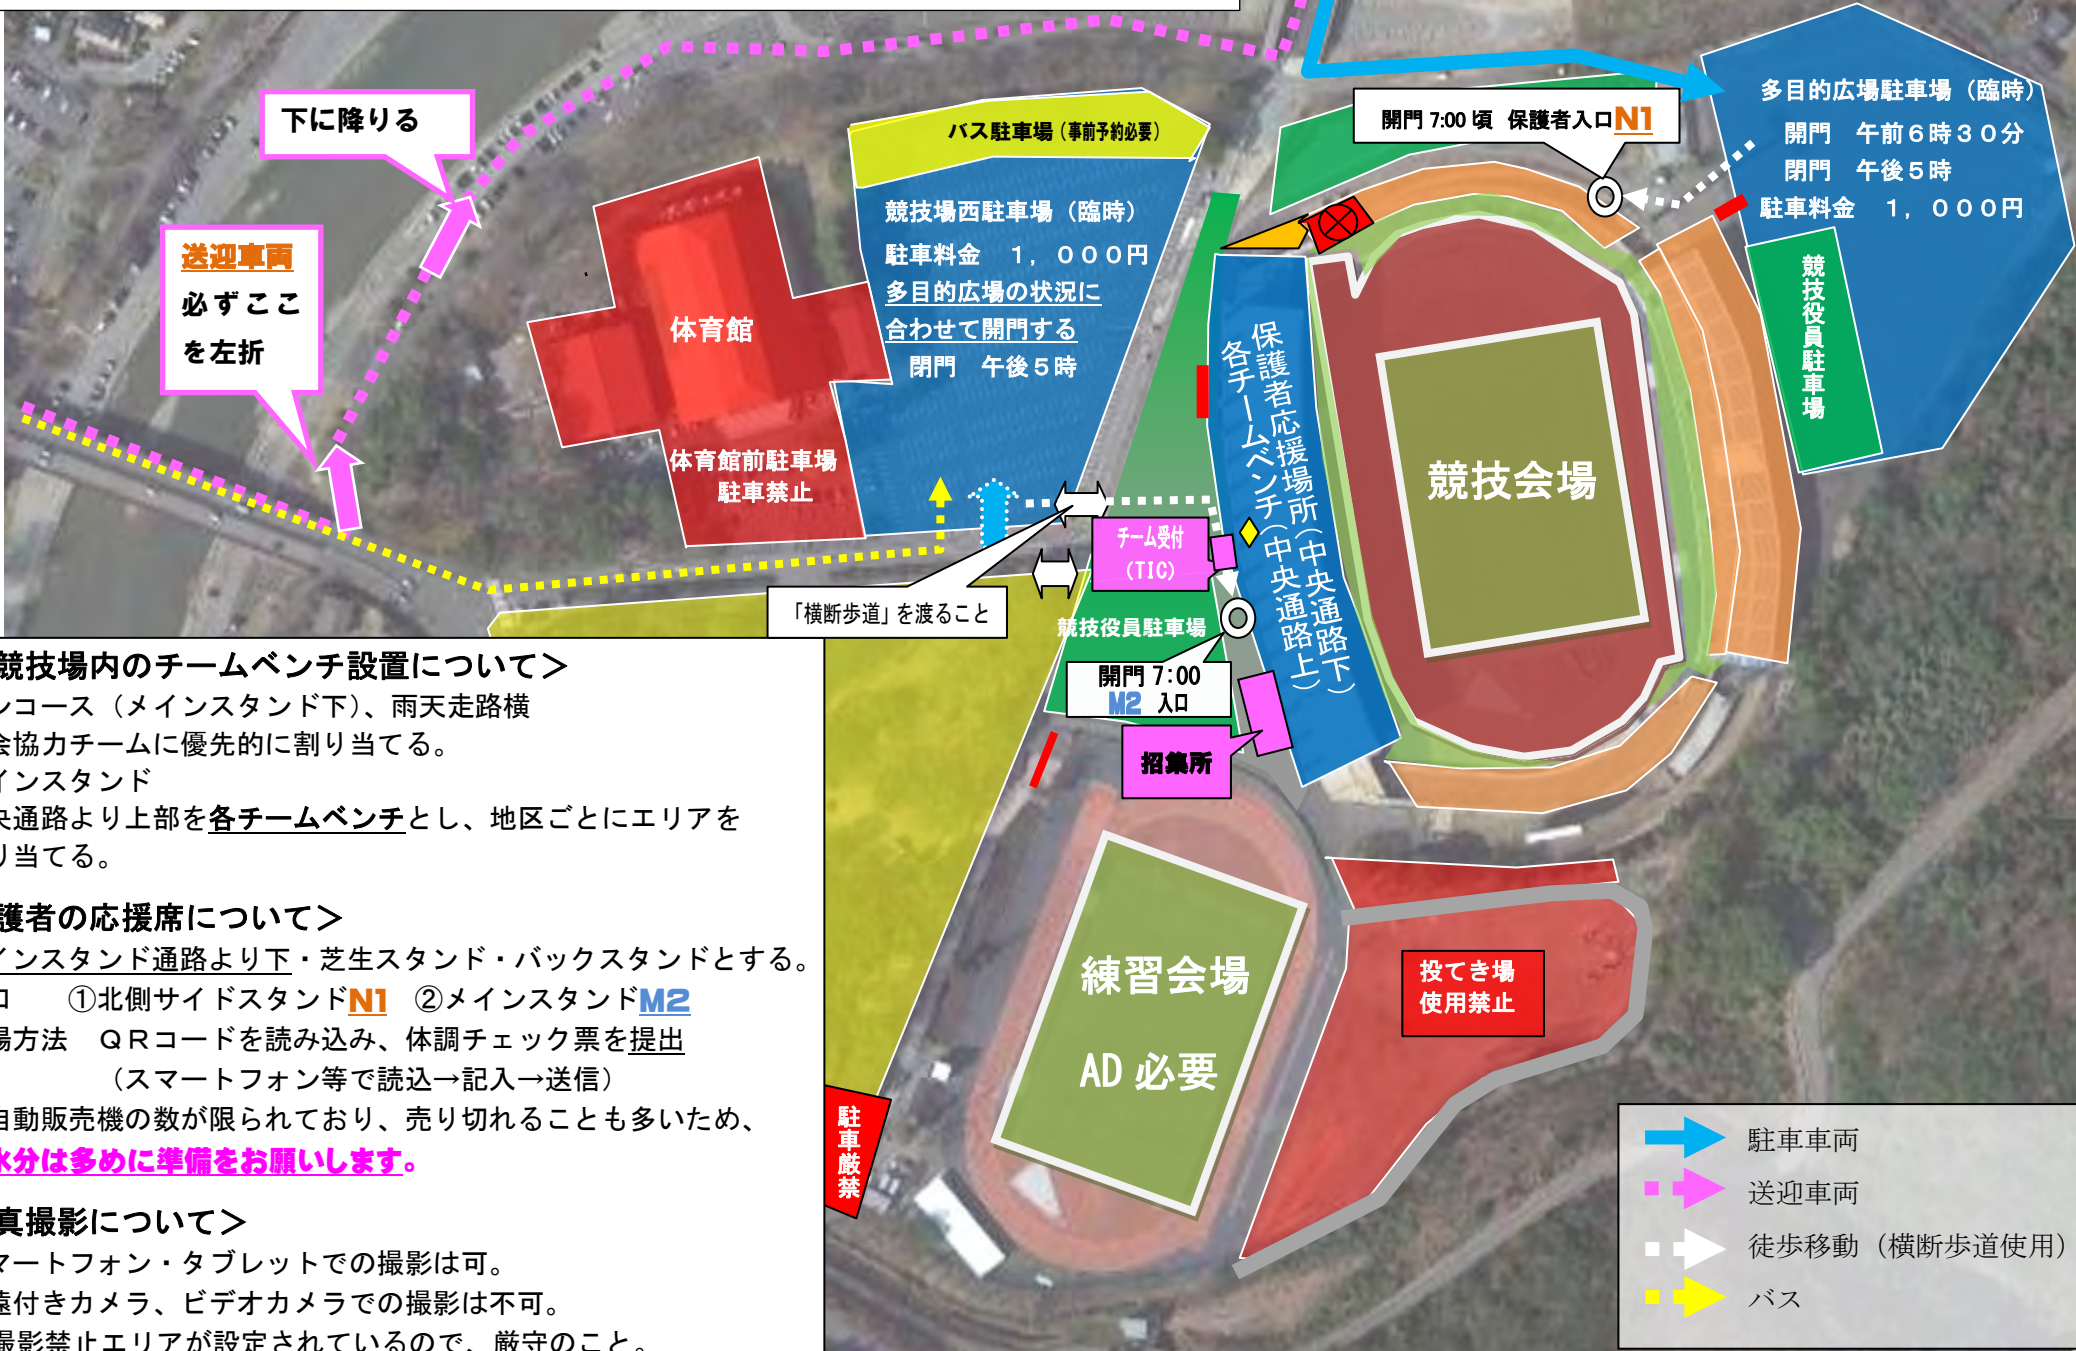 下に降りる
送迎車両
必ずここ
を左折
バス駐車場（事前予約必要）
競技場西駐車場（臨時）
駐車料金　１，０００円
多目的広場の状況に
合わせて開門する
閉門　午後５時
体育館
体育館前駐車場
駐車禁止
開門 7:00 頃 保護者入口N1
多目的広場駐車場（臨時）
開門　午前６時３０分
閉門　午後５時
駐車料金　１，０００円
競技役員駐車場
保護者応援場所（中央通路下）
各チームベンチ（中央通路上）
競技会場
チーム受付
(TIC)
「横断歩道」を渡ること
競技役員駐車場
開門 7:00
M2 入口
招集所
練習会場
AD 必要
投てき場
使用禁止
駐車厳禁
駐車車両
送迎車両
徒歩移動（横断歩道使用）
バス
競技場内のチームベンチ設置について＞
ンコース（メインスタンド下）、雨天走路横
会協力チームに優先的に割り当てる。
インスタンド
央通路より上部を各チームベンチとし、地区ごとにエリアを
り当てる。
護者の応援席について＞
インスタンド通路より下・芝生スタンド・バックスタンドとする。
口　①北側サイドスタンドN1　②メインスタンドM2
場方法　ＱＲコードを読み込み、体調チェック票を提出
（スマートフォン等で読込→記入→送信）
自動販売機の数が限られており、売り切れることも多いため、
水分は多めに準備をお願いします。
真撮影について＞
マートフォン・タブレットでの撮影は可。
遠付きカメラ、ビデオカメラでの撮影は不可。
撮影禁止エリアが設定されているので、厳守のこと。